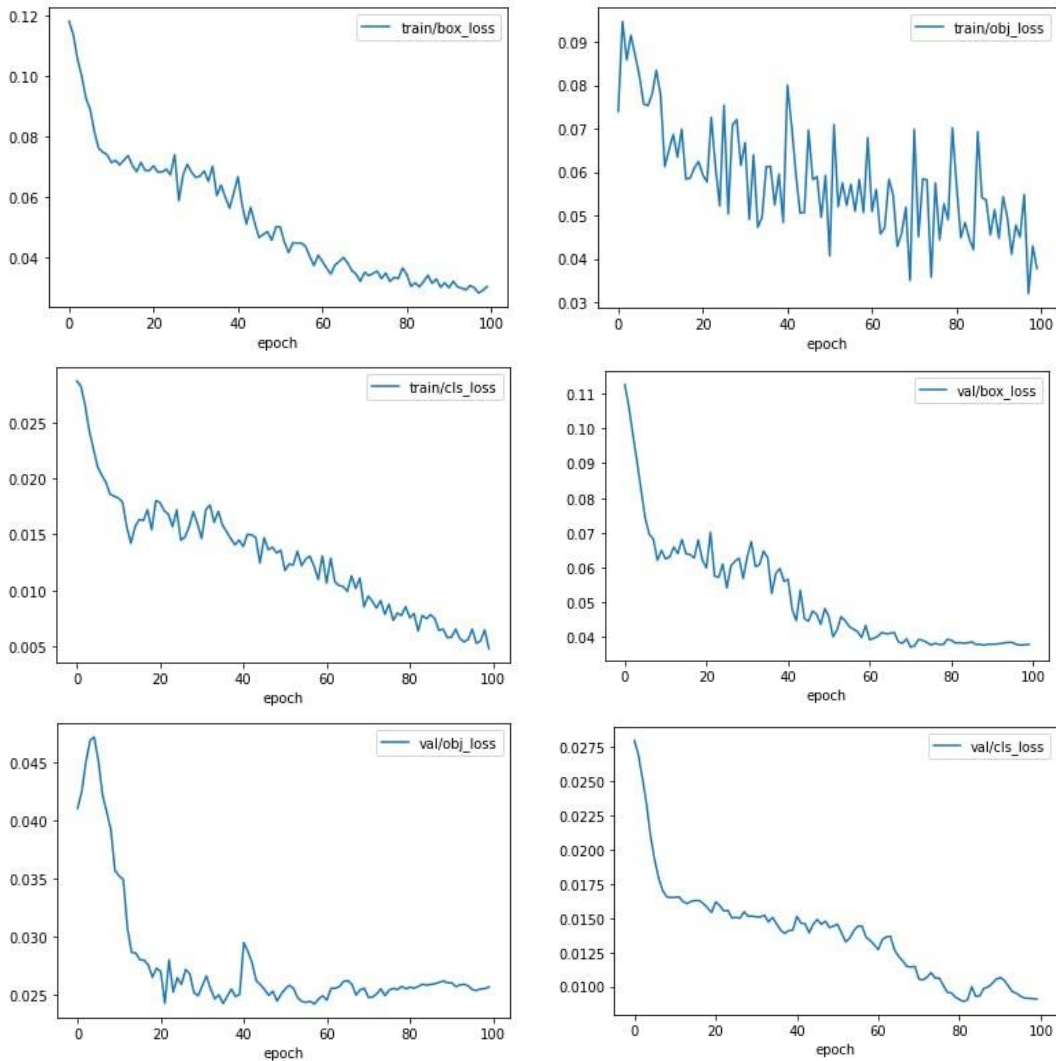 train/box_loss
0.12
0.10
0.08
0.06
0.04
0 20 40 60 80 100
epoch
train/obj_loss
0.09
0.08
0.07
0.06
0.05
0.04
0.03
0 20 40 60 80 100
epoch
train/cls_loss
0.025
0.020
0.015
0.010
0.005
0 20 40 60 80 100
epoch
val/box_loss
0.11
0.10
0.09
0.08
0.07
0.06
0.05
0.04
0 20 40 60 80 100
epoch
val/obj_loss
0.045
0.040
0.035
0.030
0.025
0 20 40 60 80 100
epoch
val/cls_loss
0.0275
0.0250
0.0225
0.0200
0.0175
0.0150
0.0125
0.0100
0 20 40 60 80 100
epoch